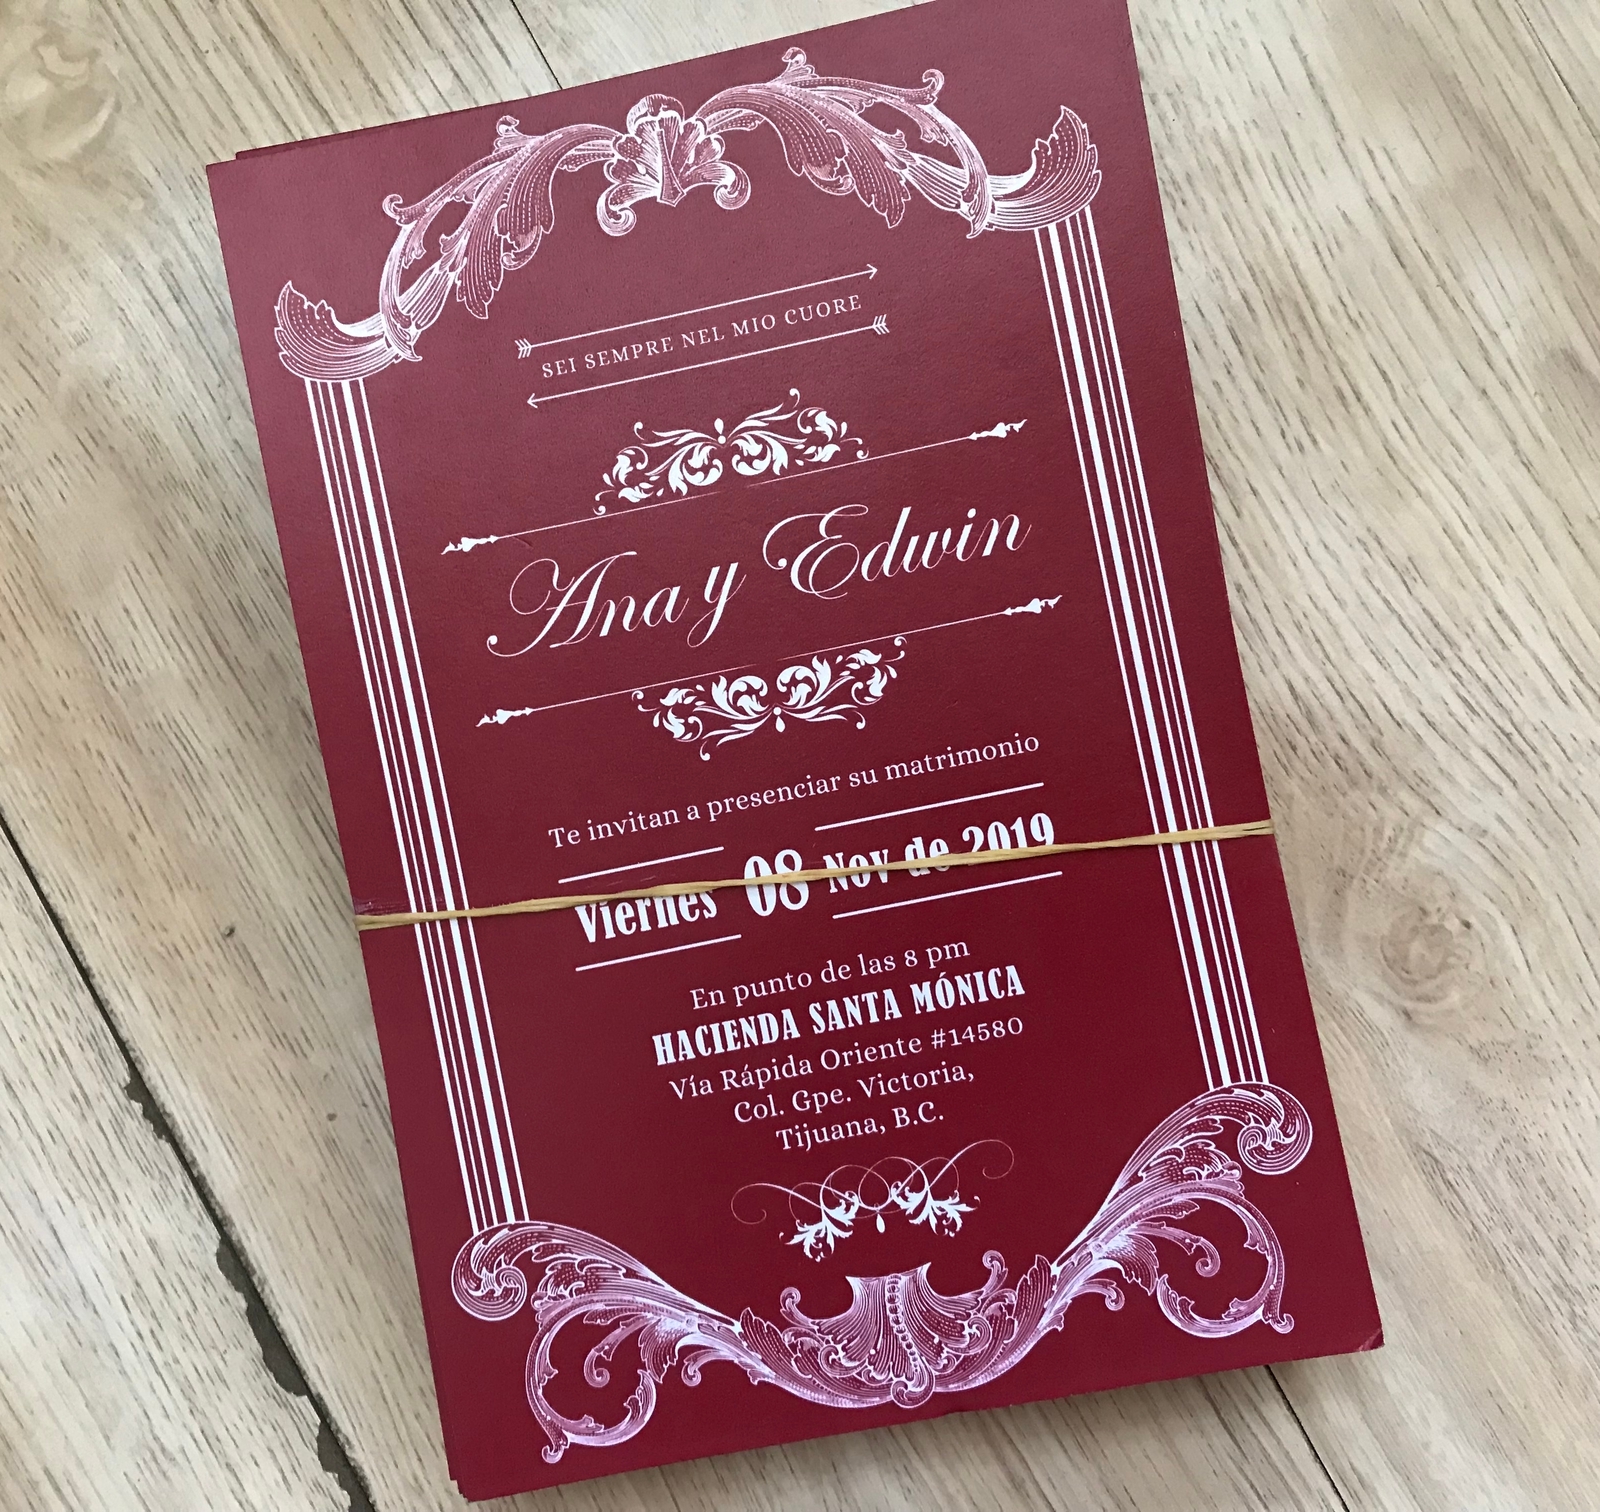 SEI SEMPRE NEL MIO CUORE
Ana y Edwin
Te invitan a presenciar su matrimonio
Viernes 08 Nov de 2019
En punto de las 8 pm
HACIENDA SANTA MÓNICA
Vía Rápida Oriente #14580
Col. Gpe. Victoria,
Tijuana, B.C.